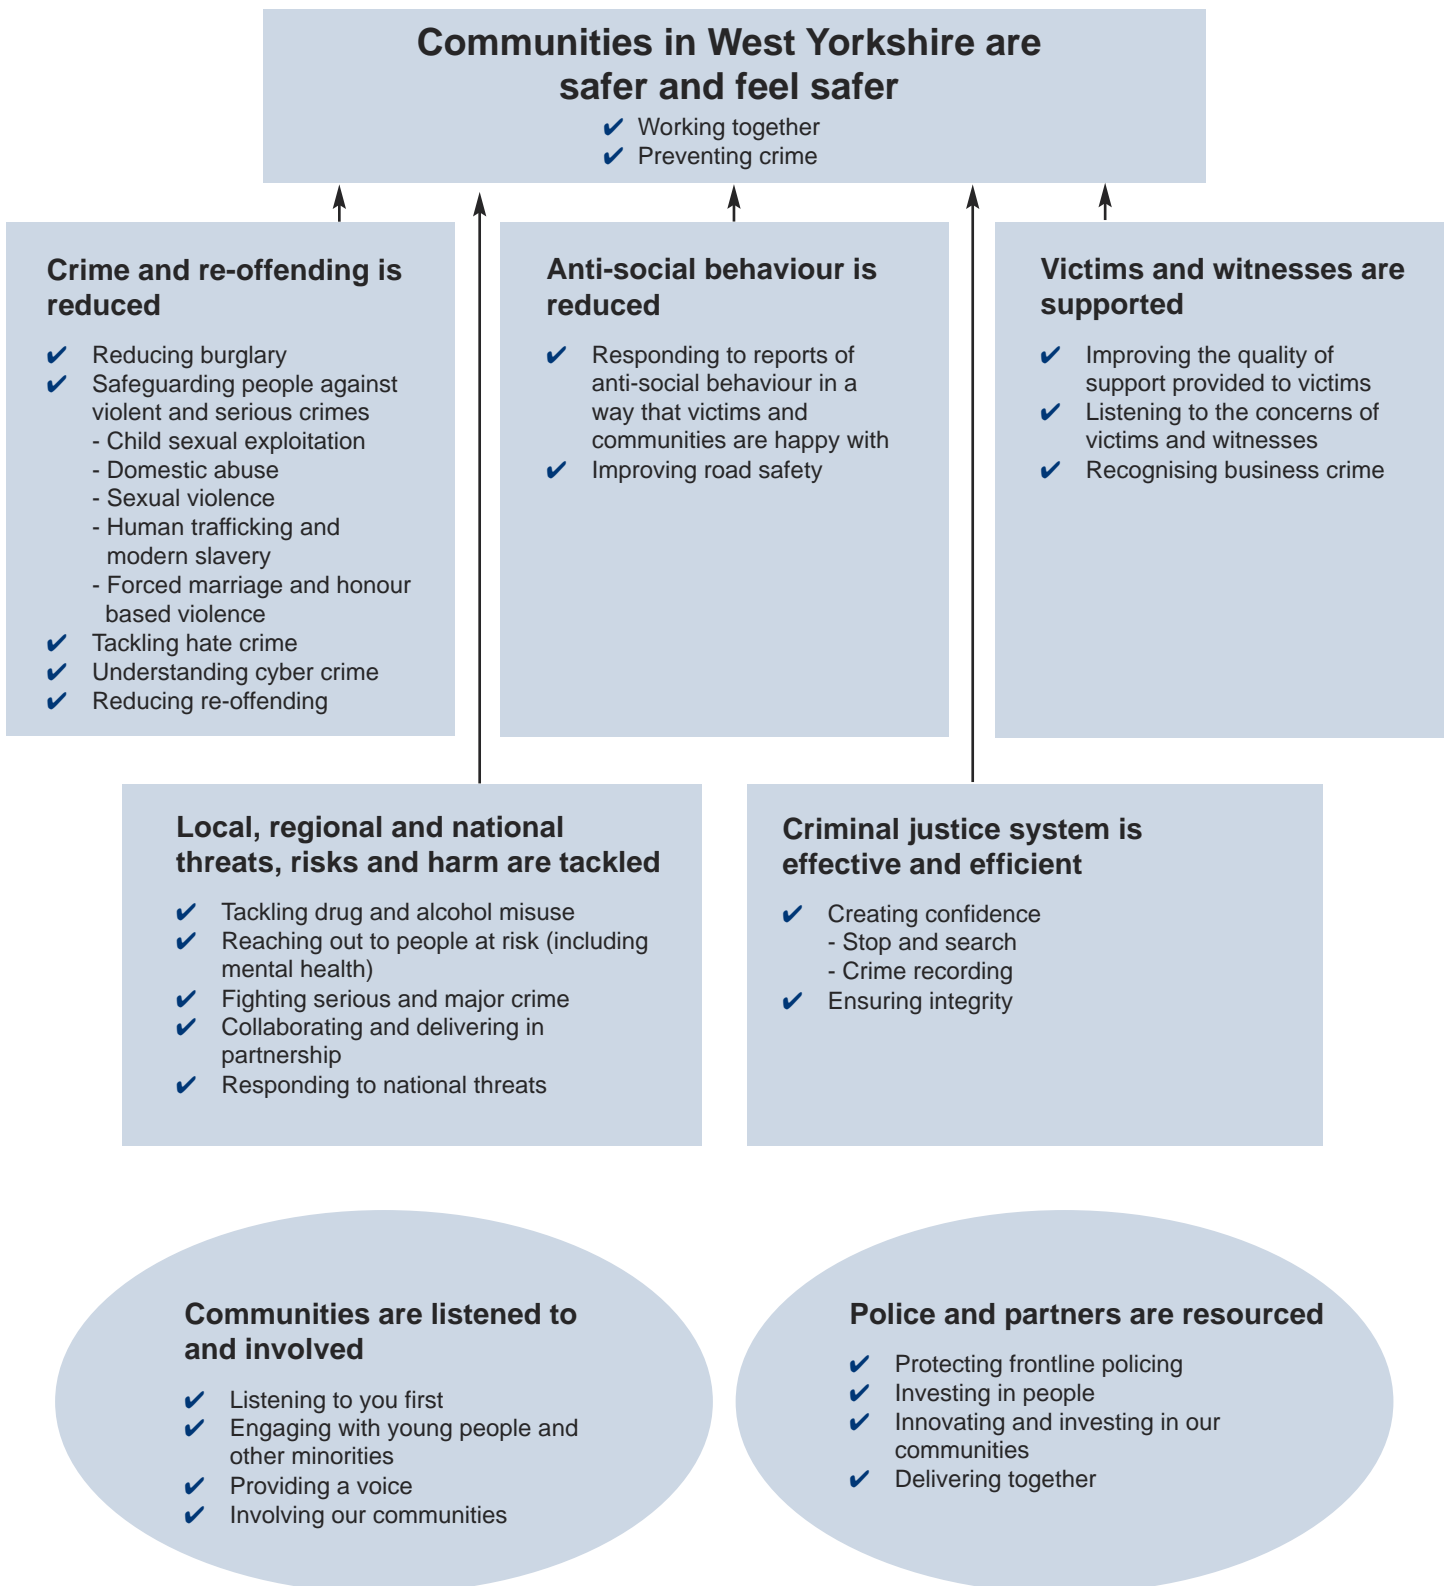 Communities in West Yorkshire are
safer and feel safer
✔ Working together
✔ Preventing crime
Crime and re-offending is
reduced
✔ Reducing burglary
✔ Safeguarding people against
violent and serious crimes
- Child sexual exploitation
- Domestic abuse
- Sexual violence
- Human trafficking and
modern slavery
- Forced marriage and honour
based violence
✔ Tackling hate crime
✔ Understanding cyber crime
✔ Reducing re-offending
Anti-social behaviour is
reduced
✔ Responding to reports of
anti-social behaviour in a
way that victims and
communities are happy with
✔ Improving road safety
Victims and witnesses are
supported
✔ Improving the quality of
support provided to victims
✔ Listening to the concerns of
victims and witnesses
✔ Recognising business crime
Local, regional and national
threats, risks and harm are tackled
✔ Tackling drug and alcohol misuse
✔ Reaching out to people at risk (including
mental health)
✔ Fighting serious and major crime
✔ Collaborating and delivering in
partnership
✔ Responding to national threats
Criminal justice system is
effective and efficient
✔ Creating confidence
- Stop and search
- Crime recording
✔ Ensuring integrity
Communities are listened to
and involved
✔ Listening to you first
✔ Engaging with young people and
other minorities
✔ Providing a voice
✔ Involving our communities
Police and partners are resourced
✔ Protecting frontline policing
✔ Investing in people
✔ Innovating and investing in our
communities
✔ Delivering together